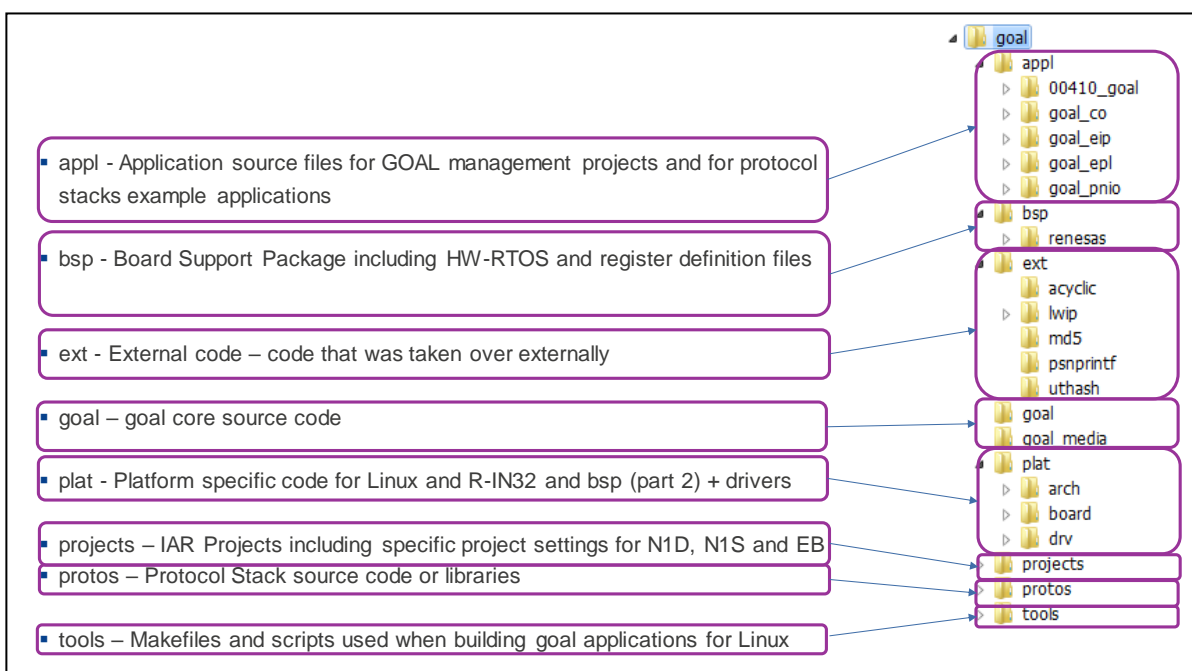 goal
appl
00410_goal
goal_co
goal_eip
goal_epl
goal_pnio
bsp
renesas
ext
acyclic
lwip
md5
psnprintf
uthash
goal
goal_media
plat
arch
board
drv
projects
protos
tools
▪ appl - Application source files for GOAL management projects and for protocol
stacks example applications
▪ bsp - Board Support Package including HW-RTOS and register definition files
▪ ext - External code – code that was taken over externally
▪ goal – goal core source code
▪ plat - Platform specific code for Linux and R-IN32 and bsp (part 2) + drivers
▪ projects – IAR Projects including specific project settings for N1D, N1S and EB
▪ protos – Protocol Stack source code or libraries
▪ tools – Makefiles and scripts used when building goal applications for Linux